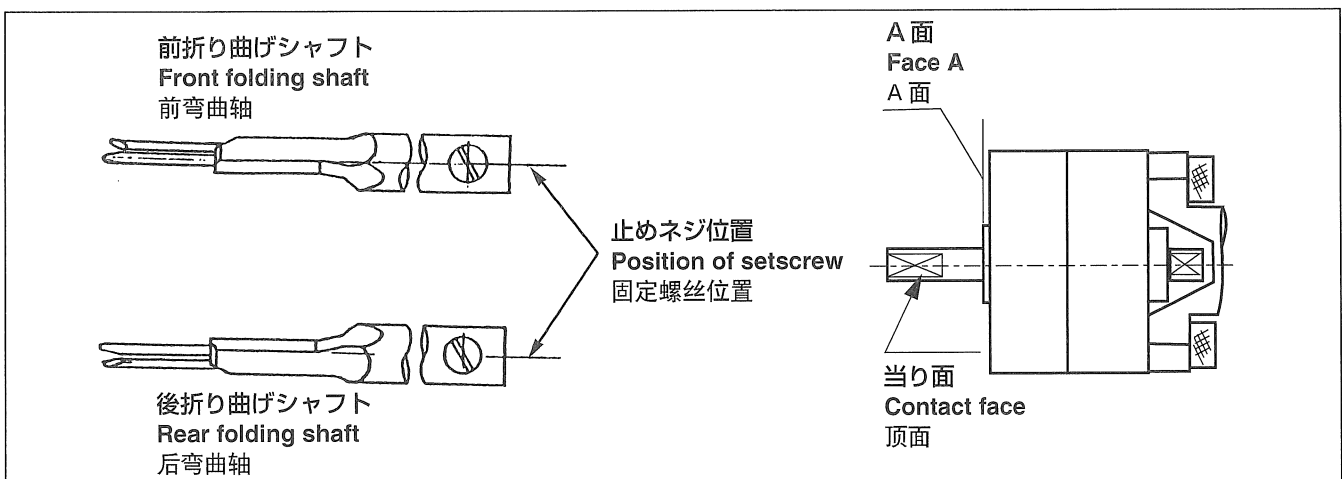 前折り曲げシャフト
Front folding shaft
前弯曲轴
A面
Face A
A面
止めネジ位置
Position of setscrew
固定螺丝位置
後折り曲げシャフト
Rear folding shaft
后弯曲轴
当り面
Contact face
顶面